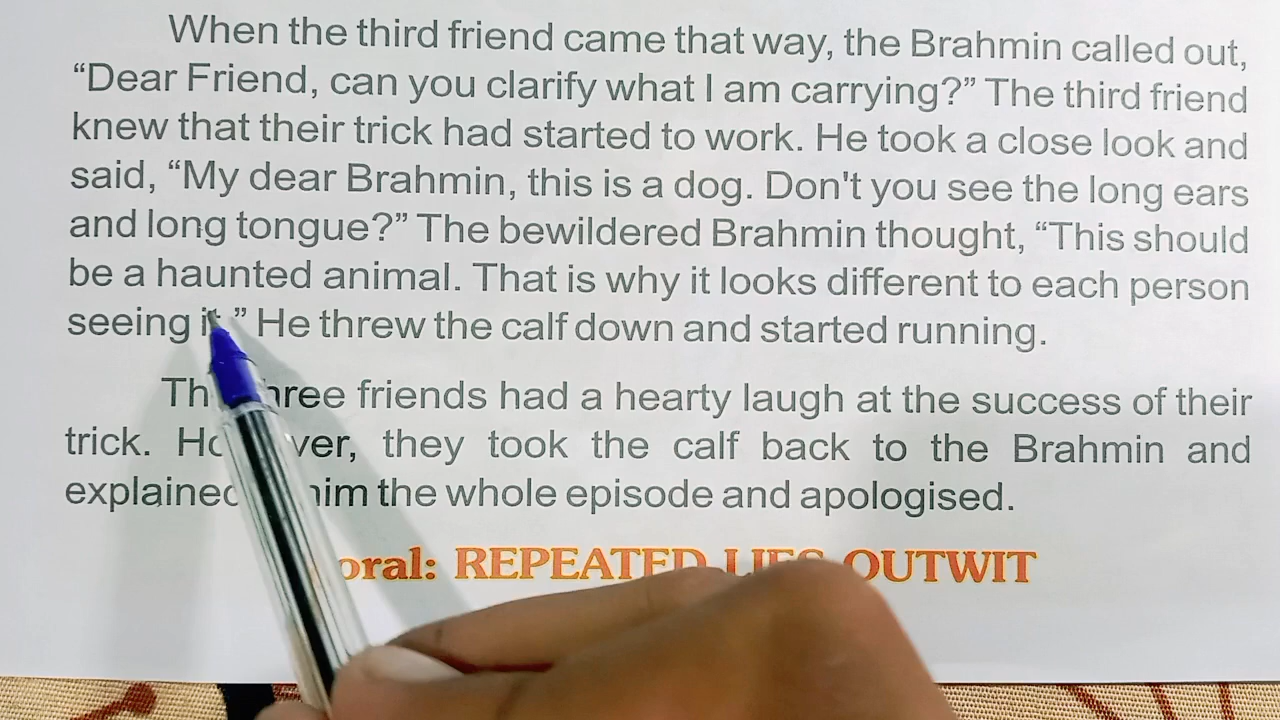 When the third friend came that way, the Brahmin called out,
“Dear Friend, can you clarify what I am carrying?” The third friend
knew that their trick had started to work. He took a close look and
said, “My dear Brahmin, this is a dog. Don't you see the long ears
and long tongue?” The bewildered Brahmin thought, “This should
be a haunted animal. That is why it looks different to each person
seeing it.” He threw the calf down and started running.
three friends had a hearty laugh at the success of their
trick. However, they took the calf back to the Brahmin and
explained him the whole episode and apologised.
Moral: REPEATED LIES OUTWIT